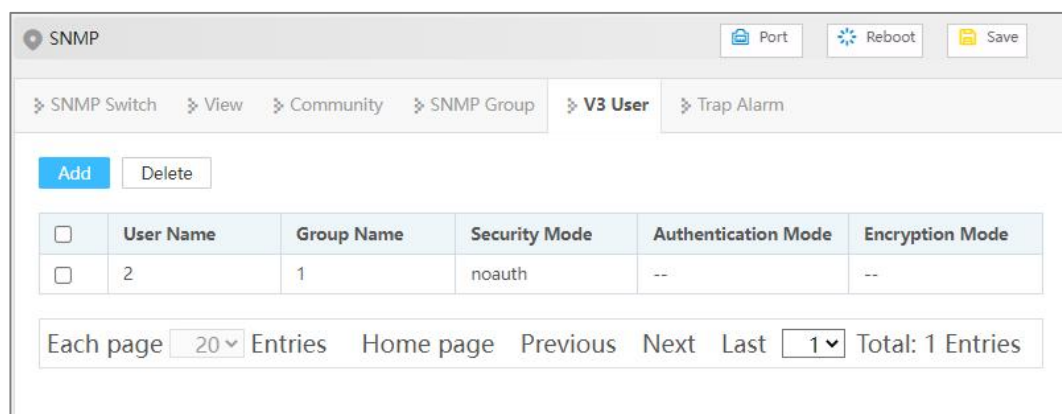 SNMP Port Reboot Save
SNMP Switch View Community SNMP Group V3 User Trap Alarm
Add Delete
User Name Group Name Security Mode Authentication Mode Encryption Mode
2 1 noauth -- --
Each page 20 Entries Home page Previous Next Last 1 Total: 1 Entries